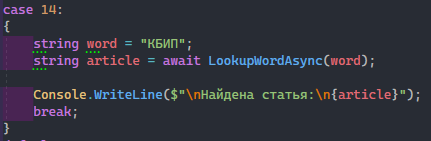 case 14:
{
string word = "КБИП";
string article = await LookupWordAsync(word);
Console.WriteLine($"\nНайдена статья:\n{article}");
break;
}